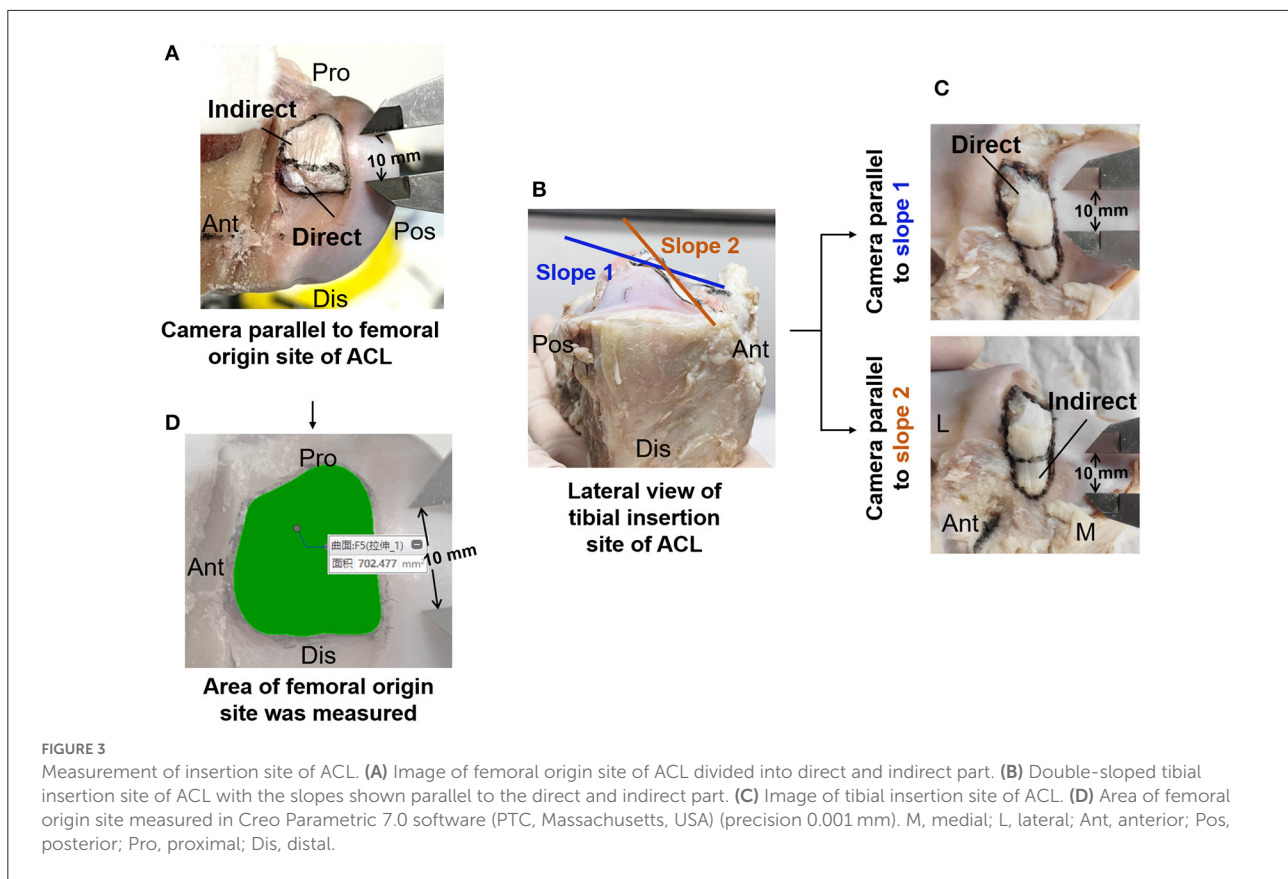 A
Pro
Indirect
10 mm
Ant
Direct
Pos
Dis
Camera parallel to femoral
origin site of ACL
B
Slope 2
Slope 1
Pos
Ant
Dis
Lateral view of
tibial insertion
site of ACL
C
Camera parallel
to slope 1
Direct
10 mm
Camera parallel
to slope 2
Indirect
L
10 mm
Ant
M
D
Pro
曲面:F5(拉伸_1)
面积 702.477 mm²
10 mm
Ant
Dis
Area of femoral origin
site was measured
FIGURE 3
Measurement of insertion site of ACL. (A) Image of femoral origin site of ACL divided into direct and indirect part. (B) Double-sloped tibial
insertion site of ACL with the slopes shown parallel to the direct and indirect part. (C) Image of tibial insertion site of ACL. (D) Area of femoral
origin site measured in Creo Parametric 7.0 software (PTC, Massachusetts, USA) (precision 0.001 mm). M, medial; L, lateral; Ant, anterior; Pos,
posterior; Pro, proximal; Dis, distal.